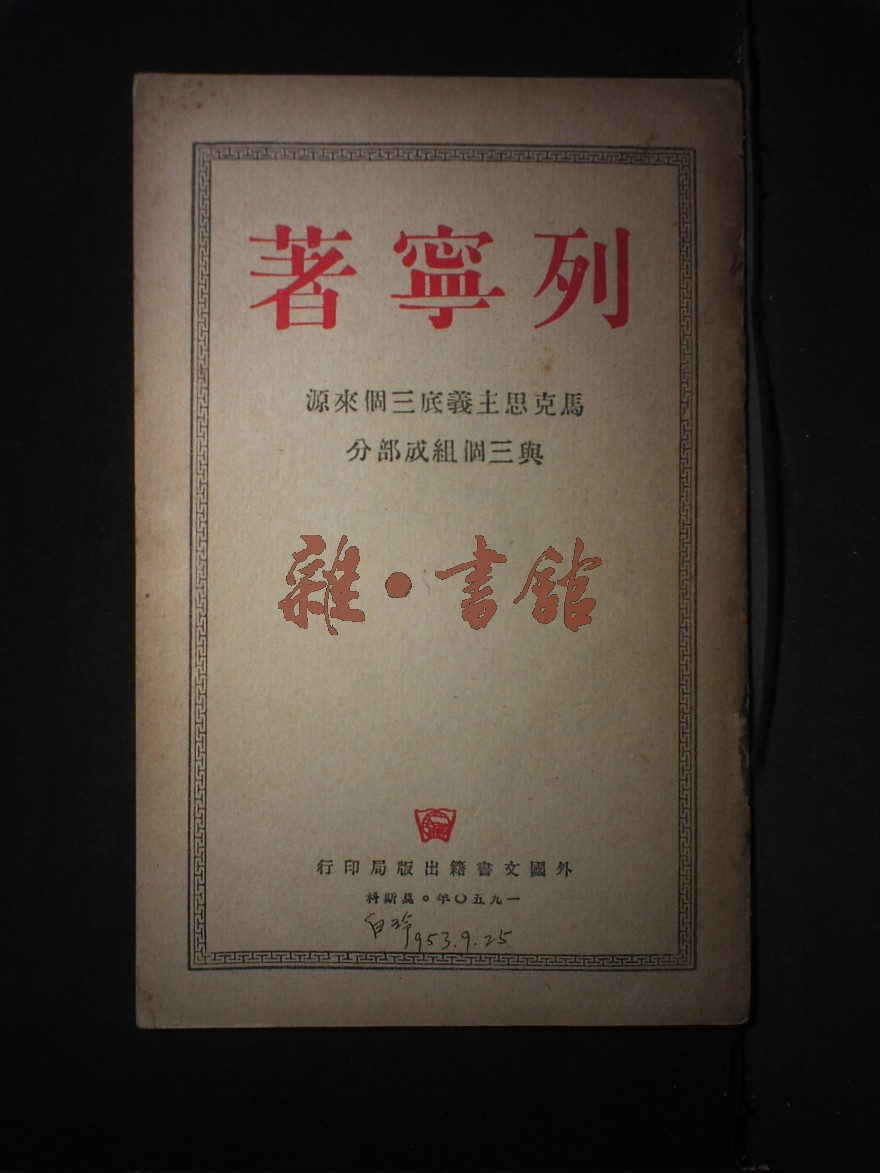 列寧著
馬克思主義底三個來源
與三個組成部分
雜·書館
外國文書籍出版局印行
一九五〇年。莫斯科
1953.9.25